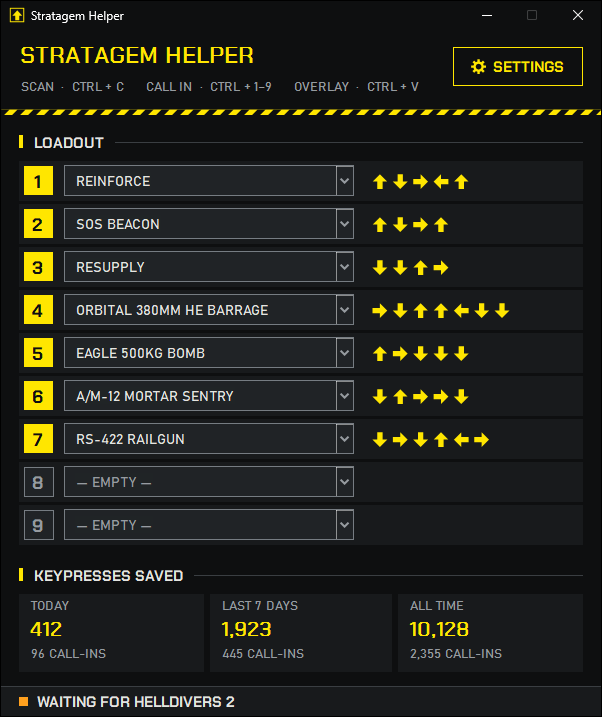 Stratagem Helper
STRATAGEM HELPER
SCAN · CTRL + C CALL IN · CTRL + 1–9 OVERLAY · CTRL + V
SETTINGS
LOADOUT
1 REINFORCE
2 SOS BEACON
3 RESUPPLY
4 ORBITAL 380MM HE BARRAGE
5 EAGLE 500KG BOMB
6 A/M-12 MORTAR SENTRY
7 RS-422 RAILGUN
8 — EMPTY —
9 — EMPTY —
KEYPRESSES SAVED
TODAY
412
96 CALL-INS
LAST 7 DAYS
1,923
445 CALL-INS
ALL TIME
10,128
2,355 CALL-INS
WAITING FOR HELLDIVERS 2